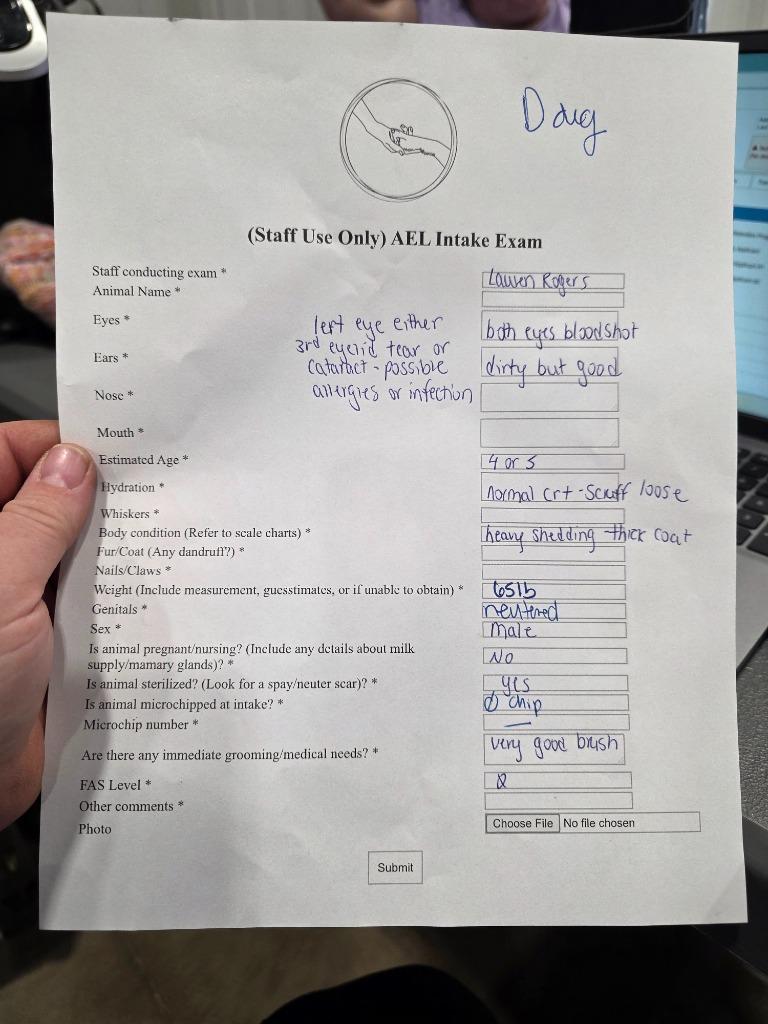 Doug
(Staff Use Only) AEL Intake Exam
Staff conducting exam * Lauren Rogers
Animal Name *
Eyes * both eyes bloodshot
left eye either
3rd eyelid tear or
cataract - possible
allergies or infection
Ears * dirty but good
Nose *
Mouth *
Estimated Age * 4 or 5
Hydration * normal crt - scruff loose
Whiskers *
Body condition (Refer to scale charts) * heavy shedding thick coat
Fur/Coat (Any dandruff?) *
Nails/Claws *
Weight (Include measurement, guesstimates, or if unable to obtain) * 65lb
Genitals * neutered
Sex * male
Is animal pregnant/nursing? (Include any details about milk
supply/mamary glands)? * NO
Is animal sterilized? (Look for a spay/neuter scar)? * yes
Is animal microchipped at intake? * Ø chip
Microchip number * —
Are there any immediate grooming/medical needs? * very good brush
FAS Level *
Other comments *
Photo Choose File No file chosen
Submit